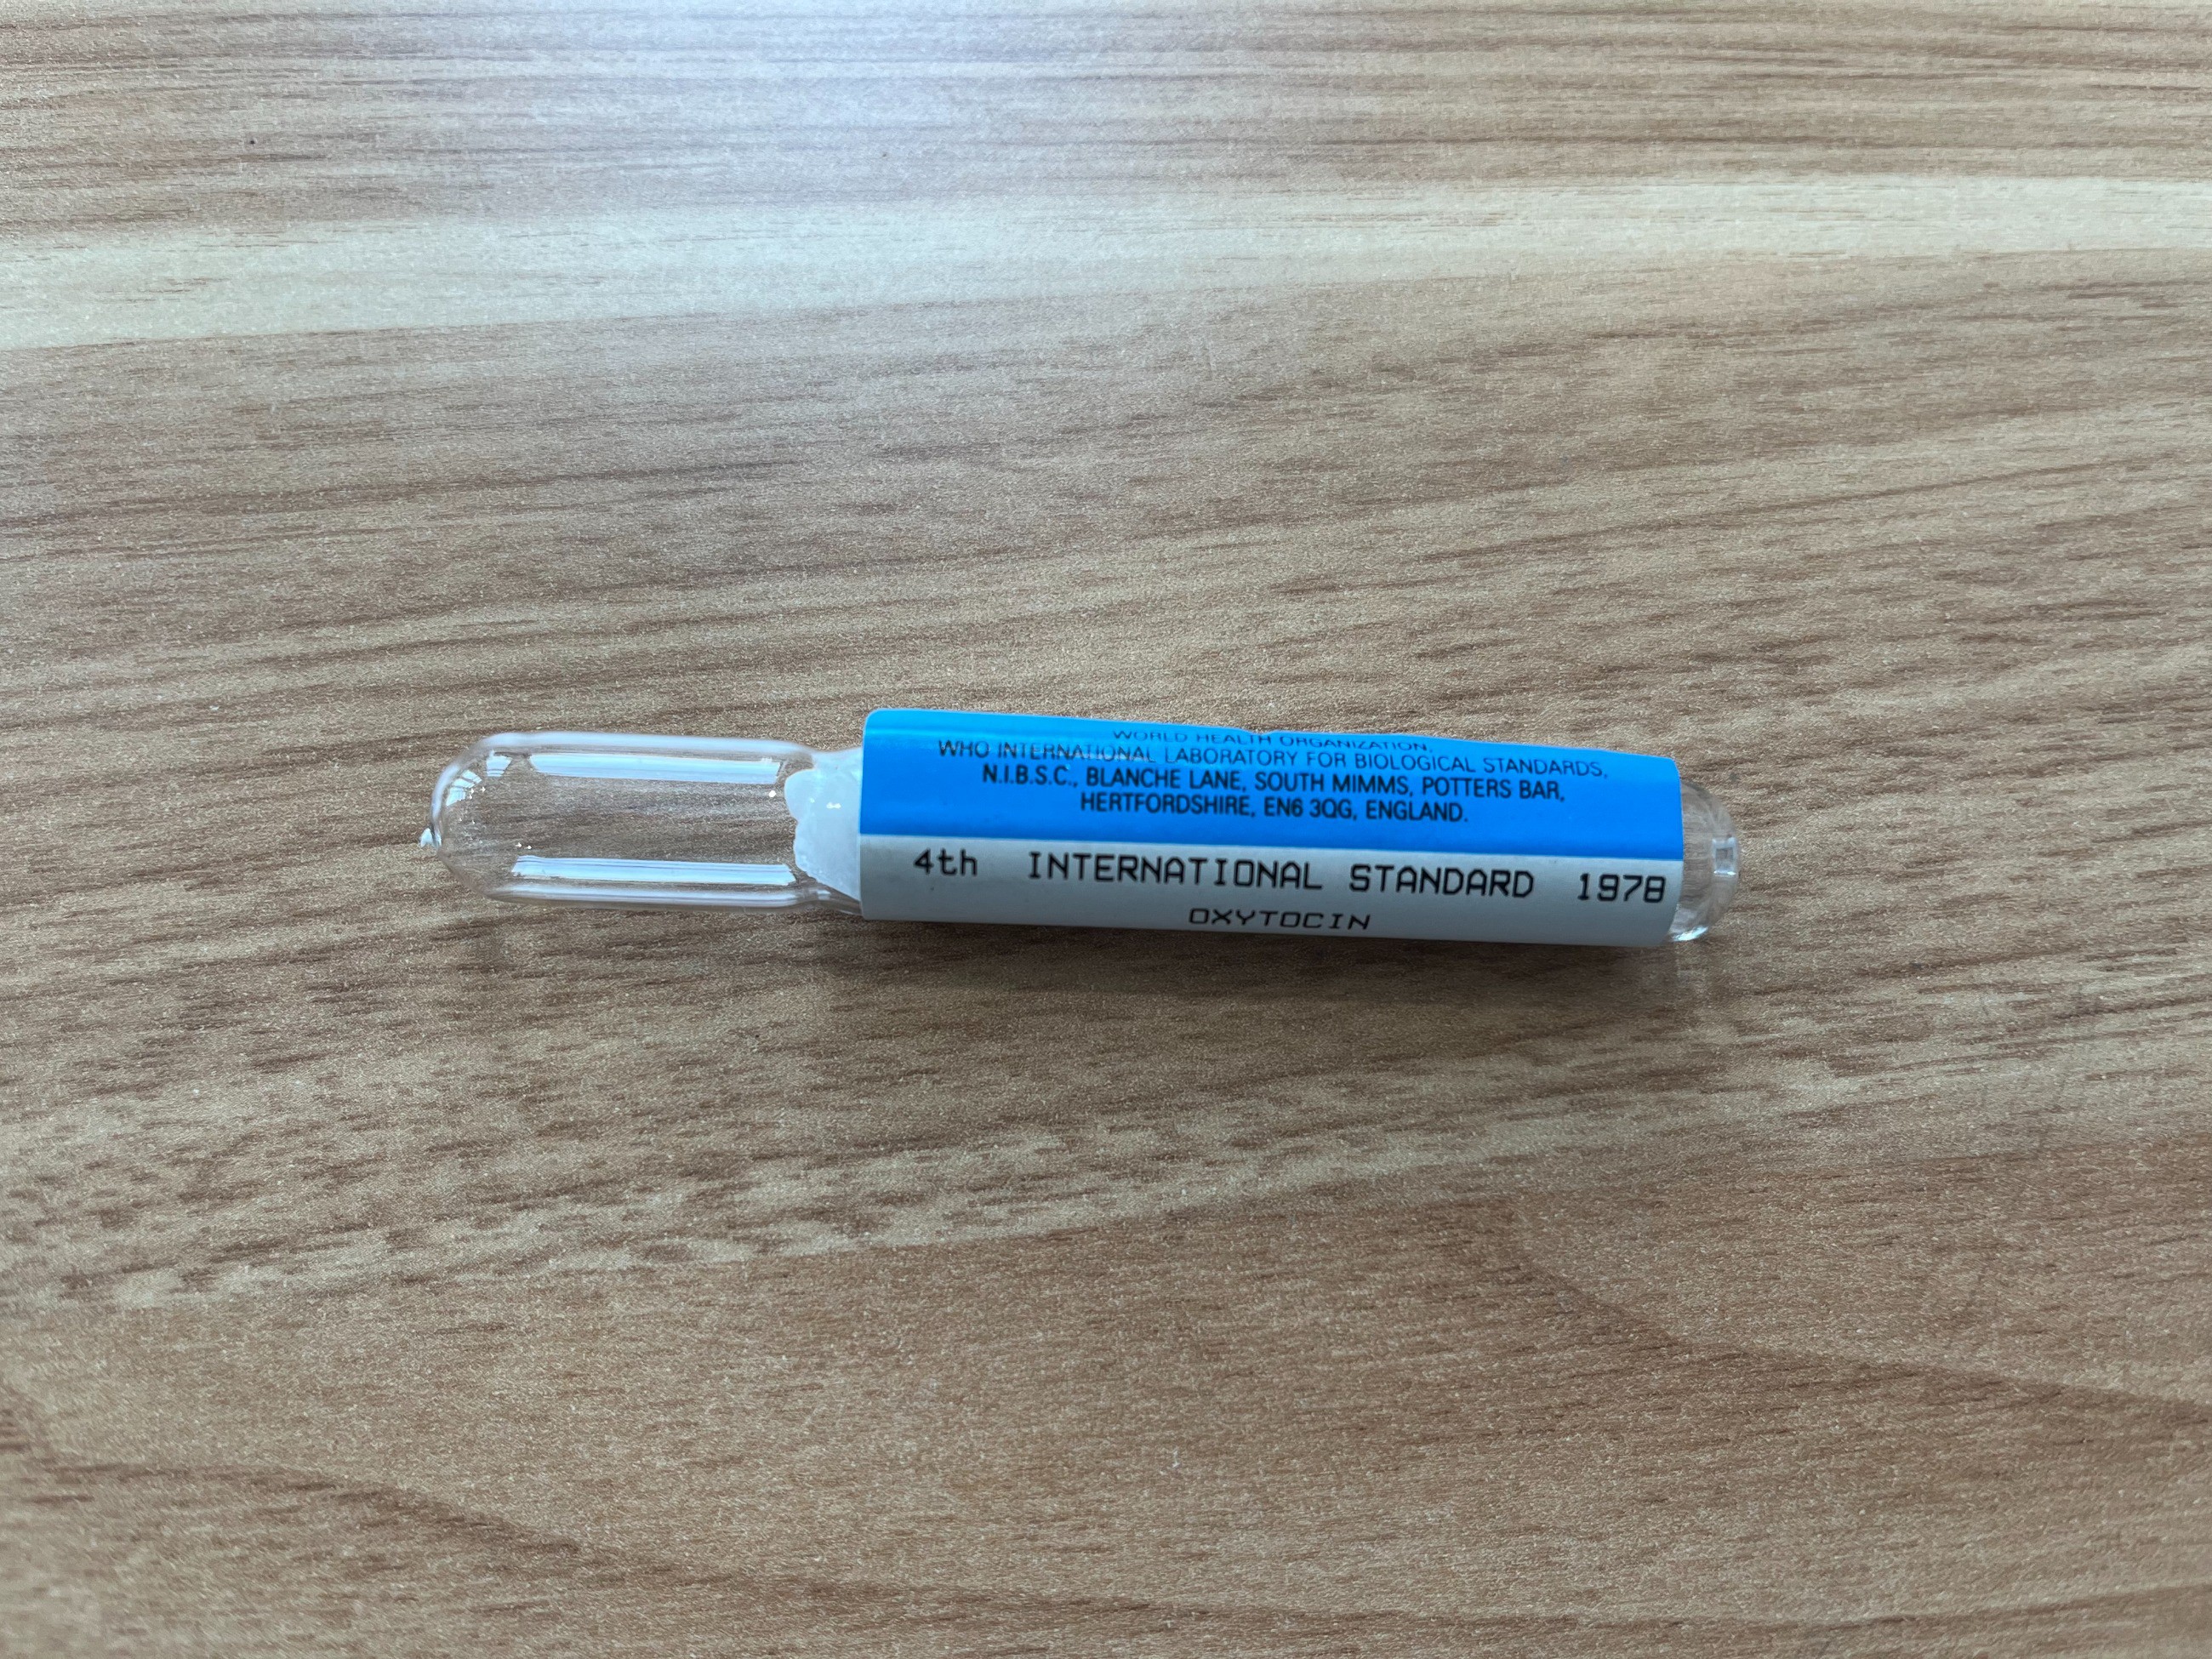 WORLD HEALTH ORGANIZATION.
WHO INTERNATIONAL LABORATORY FOR BIOLOGICAL STANDARDS,
N.I.B.S.C., BLANCHE LANE, SOUTH MIMMS, POTTERS BAR,
HERTFORDSHIRE, EN6 3QG, ENGLAND.
4th INTERNATIONAL STANDARD 1978
OXYTOCIN